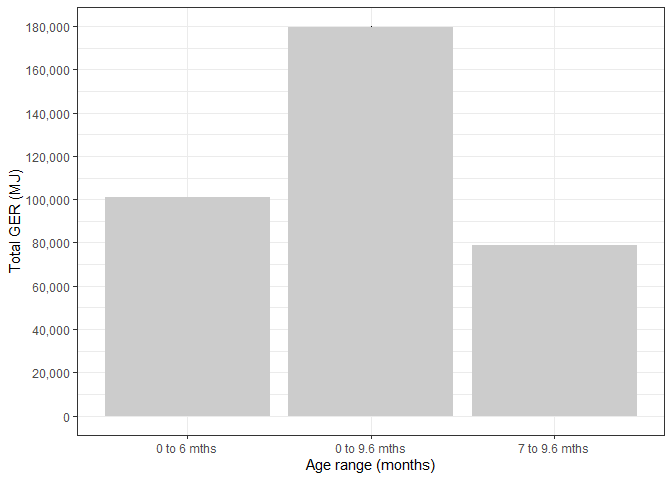 Total GER (MJ)
180,000
160,000
140,000
120,000
100,000
80,000
60,000
40,000
20,000
0
0 to 6 mths
0 to 9.6 mths
7 to 9.6 mths
Age range (months)